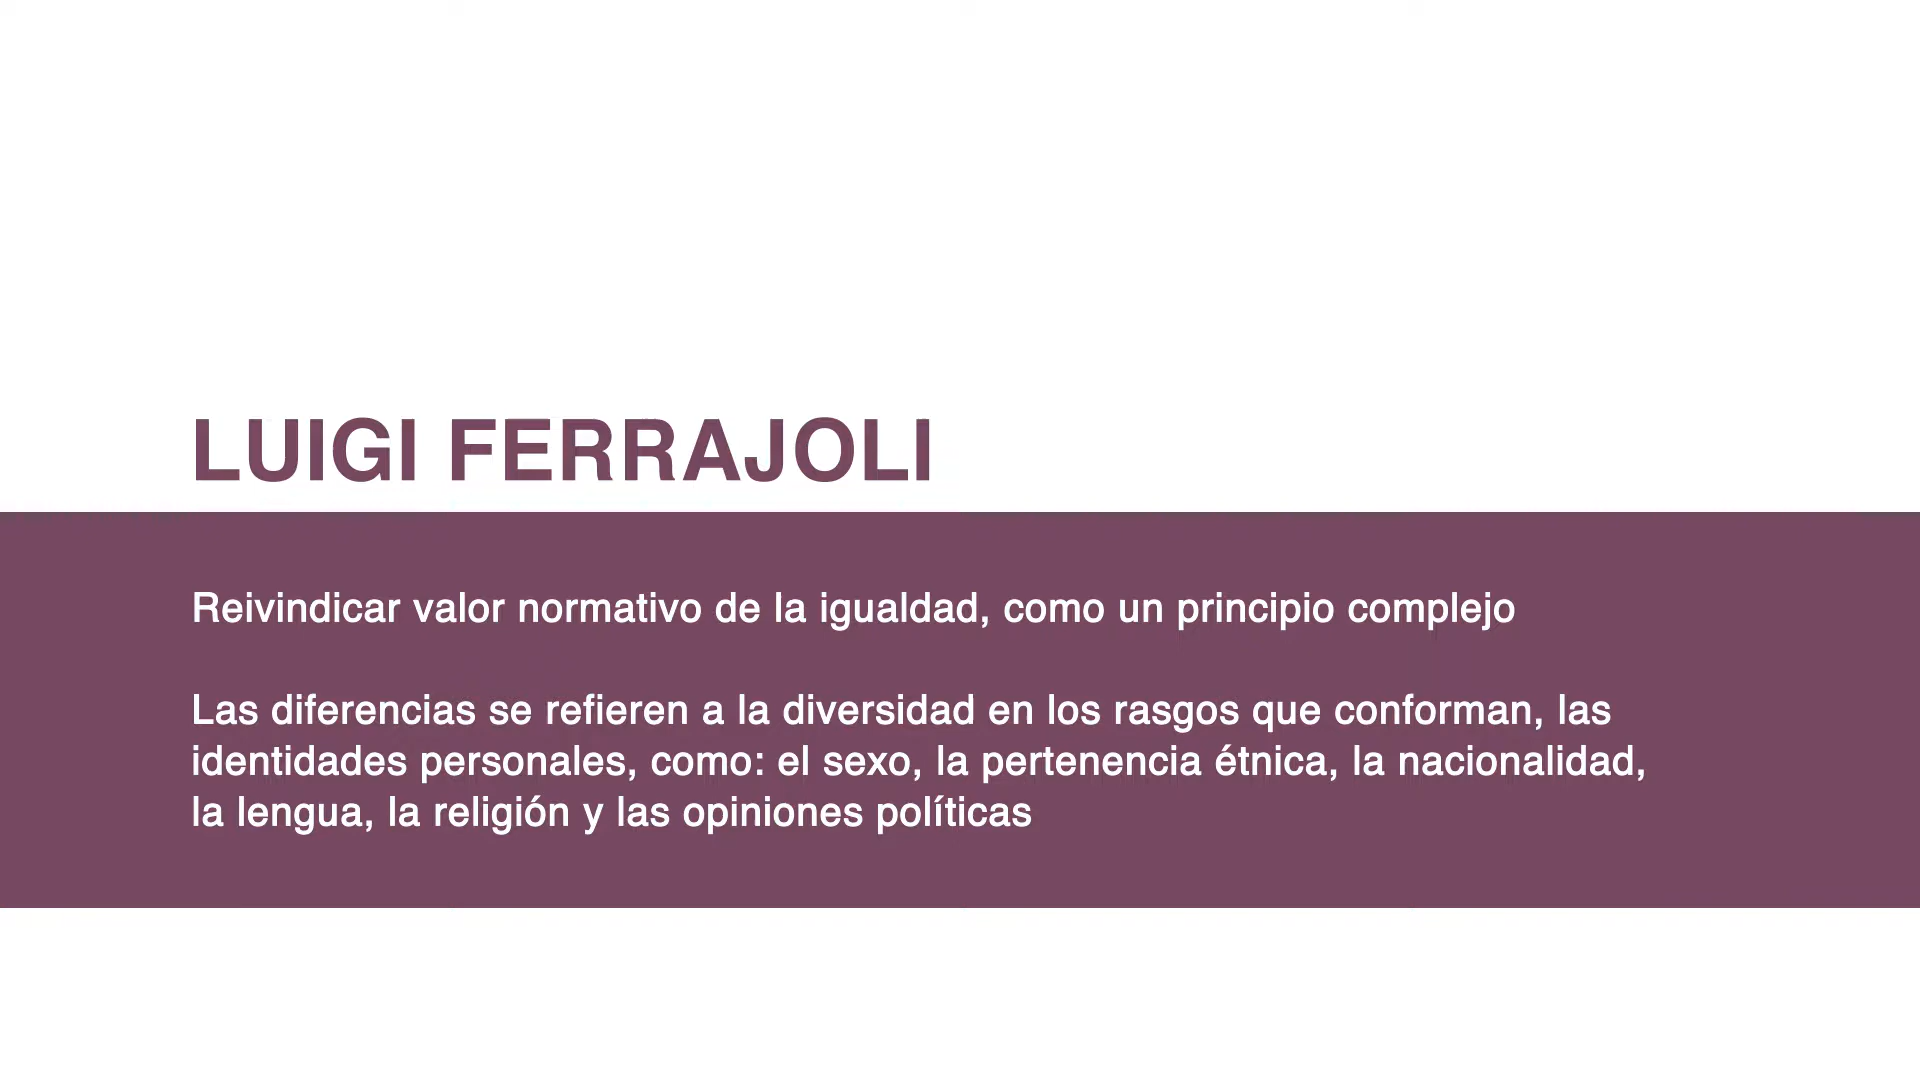 LUIGI FERRAJOLI
Reivindicar valor normativo de la igualdad, como un principio complejo
Las diferencias se refieren a la diversidad en los rasgos que conforman, las
identidades personales, como: el sexo, la pertenencia étnica, la nacionalidad,
la lengua, la religión y las opiniones políticas